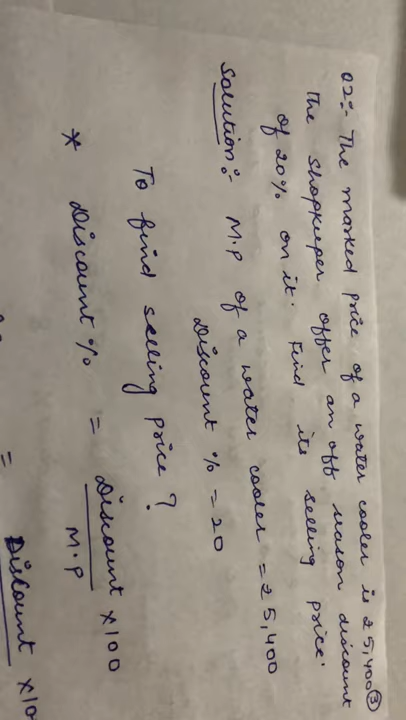 Q2:- The marked price of a water cooler is ₹5,400 ③
The shopkeeper offer an off season discount
of 20% on it. Find its selling price.
Solution:- M.P of a water cooler = ₹5,400
Discount % = 20
To find selling price?
* Discount % = Discount × 100
M.P
= Discount × 10